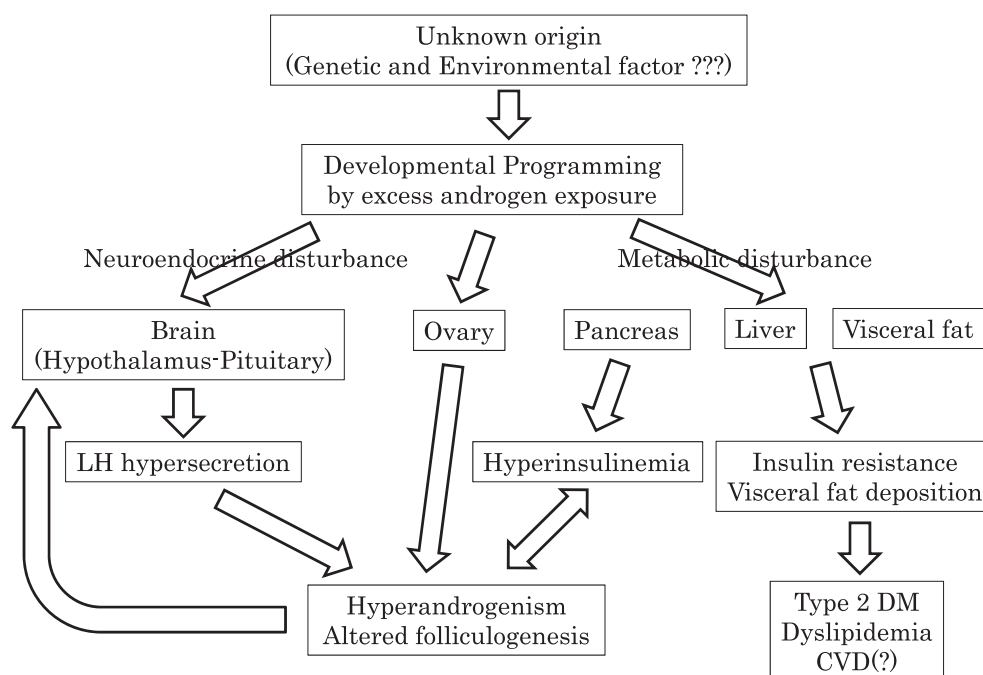 Unknown origin
(Genetic and Environmental factor ???)
Developmental Programming
by excess androgen exposure
Neuroendocrine disturbance
Metabolic disturbance
Brain
(Hypothalamus-Pituitary)
Ovary
Pancreas
Liver
Visceral fat
LH hypersecretion
Hyperinsulinemia
Insulin resistance
Visceral fat deposition
Hyperandrogenism
Altered folliculogenesis
Type 2 DM
Dyslipidemia
CVD(?)